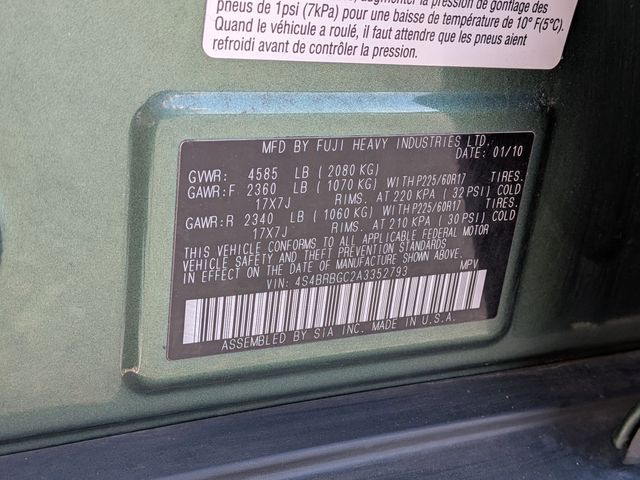 pneus de 1psi (7kPa) pour une baisse de température de 10° F(5°C).
Quand le véhicule a roulé, il faut attendre que les pneus aient
refroidi avant de contrôler la pression.
MFD BY FUJI HEAVY INDUSTRIES LTD.
DATE: 01/10
GVWR: 4585 LB ( 2080 KG)
GAWR:F 2360 LB ( 1070 KG) WITH P225/60R17 TIRES.
17X7J RIMS. AT 220 KPA ( 32 PSI) COLD
GAWR:R 2340 LB ( 1060 KG) WITH P225/60R17 TIRES.
17X7J RIMS. AT 210 KPA ( 30 PSI) COLD
THIS VEHICLE CONFORMS TO ALL APPLICABLE FEDERAL MOTOR
VEHICLE SAFETY AND THEFT PREVENTION STANDARDS
IN EFFECT ON THE DATE OF MANUFACTURE SHOWN ABOVE.
VIN: 4S4BRBGC2A3352793 MPV
ASSEMBLED BY SIA INC. MADE IN U.S.A.